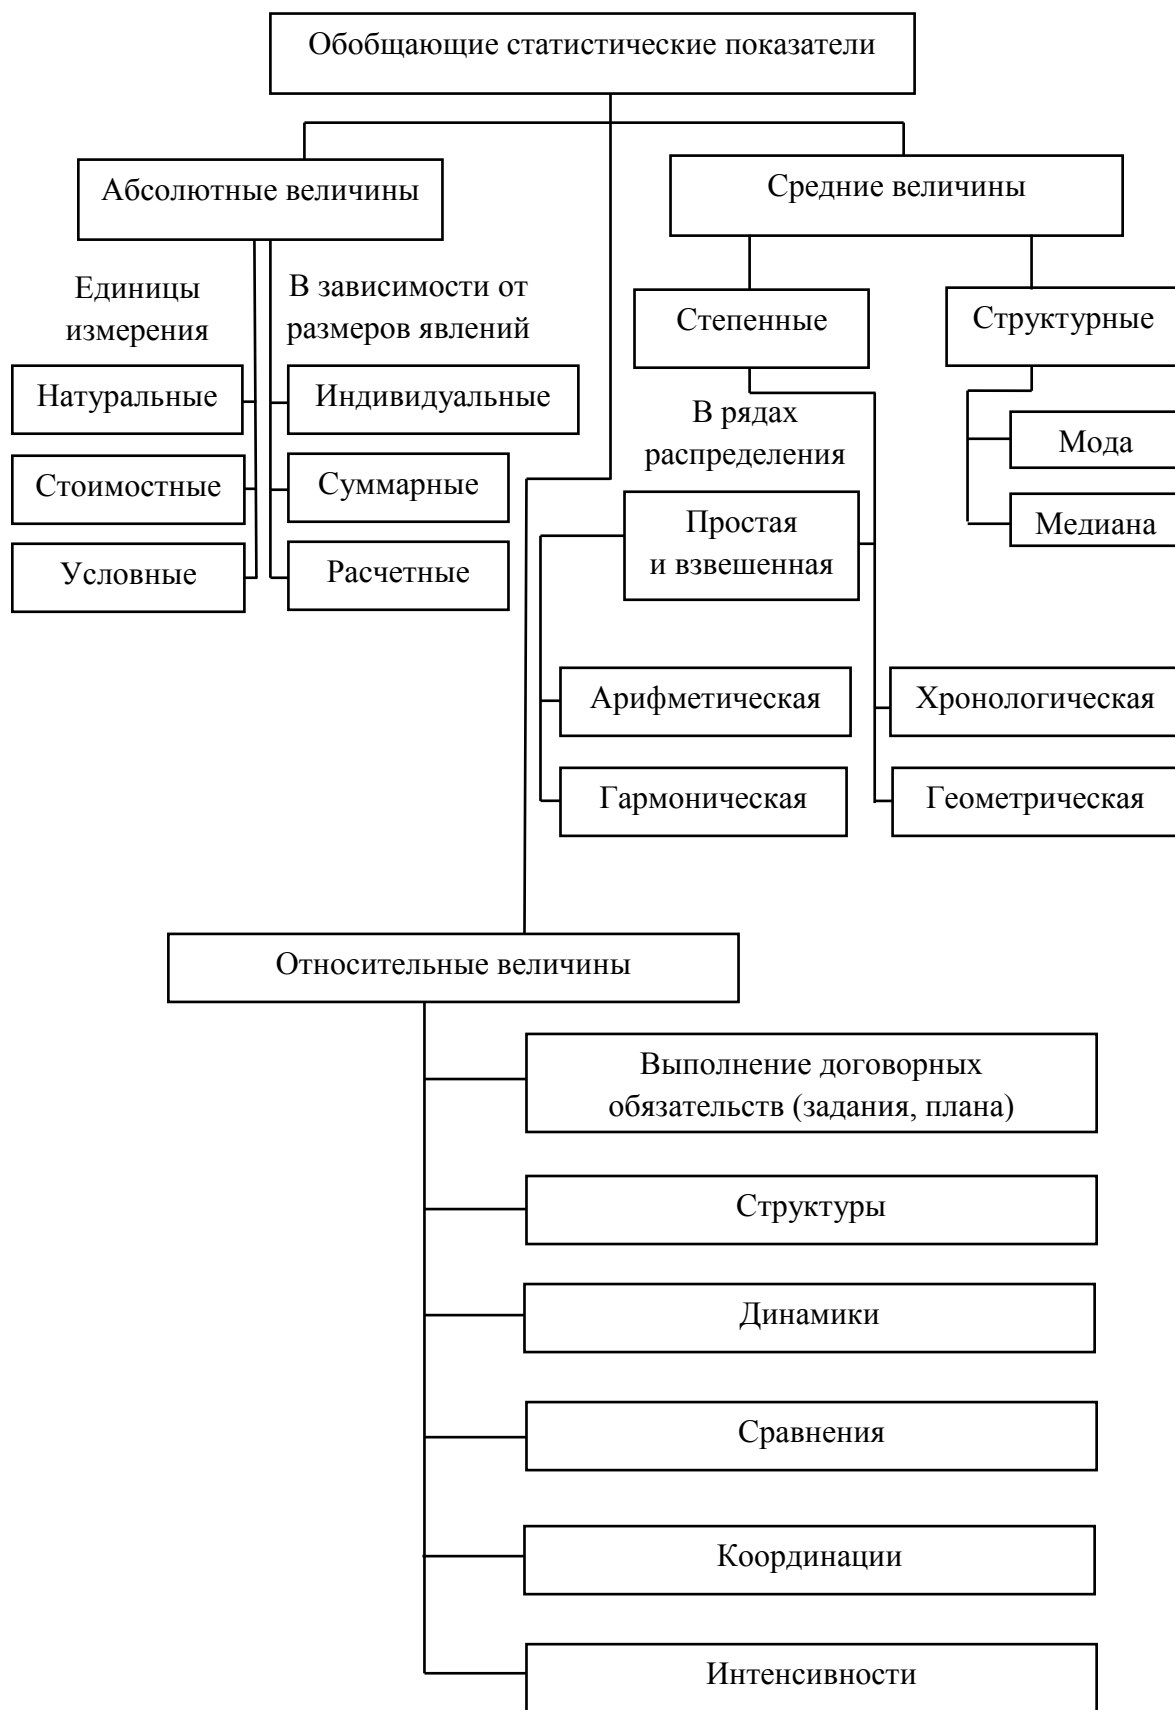 Обобщающие статистические показатели
Абсолютные величины
Средние величины
Единицы
измерения
В зависимости от
размеров явлений
Степенные
Структурные
Натуральные
Индивидуальные
В рядах
распределения
Мода
Стоимостные
Суммарные
Простая
и взвешенная
Медиана
Условные
Расчетные
Арифметическая
Хронологическая
Гармоническая
Геометрическая
Относительные величины
Выполнение договорных
обязательств (задания, плана)
Структуры
Динамики
Сравнения
Координации
Интенсивности